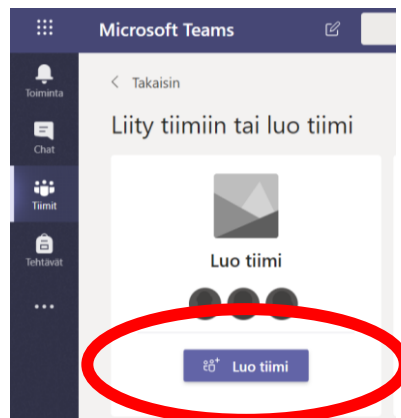 Microsoft Teams
Toiminta
Chat
Tiimit
Tehtävät
Takaisin
Liity tiimiin tai luo tiimi
Luo tiimi
Luo tiimi